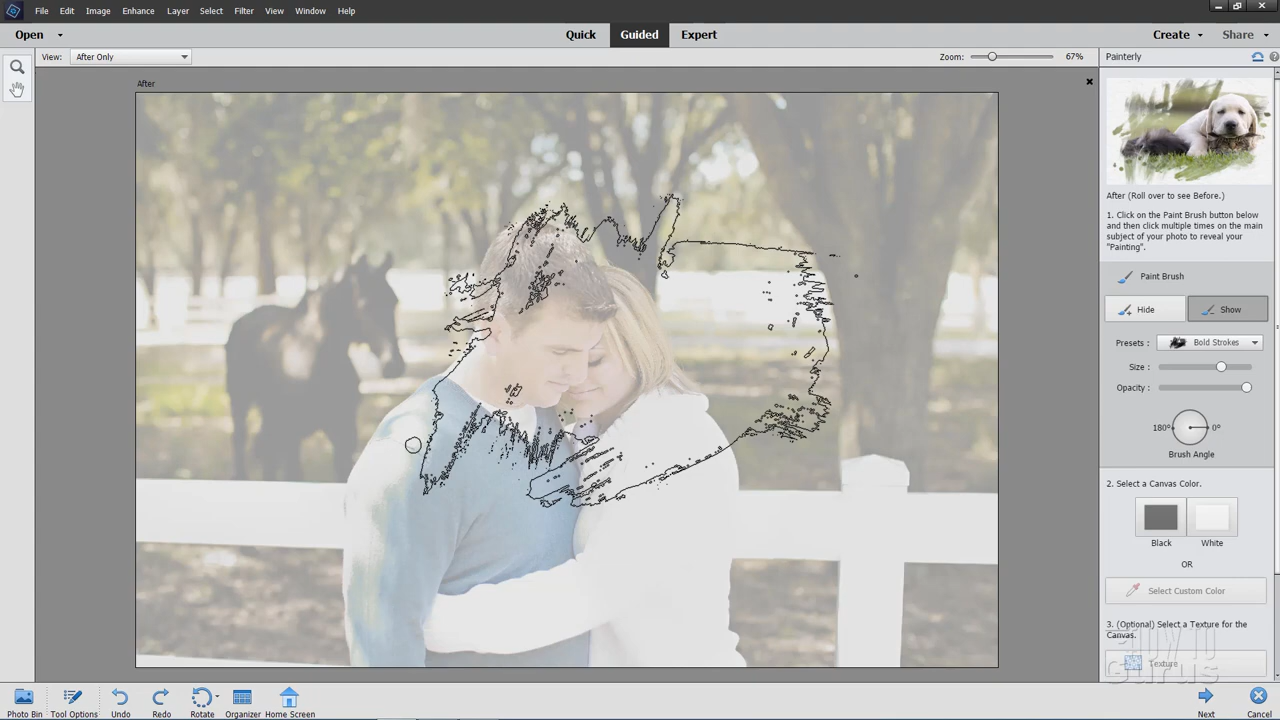 File Edit Image Enhance Layer Select Filter View Window Help
Open Quick Guided Expert Create Share
View: After Only Zoom: 67% Painterly
After
After (Roll over to see Before.)
1. Click on the Paint Brush button below
and then click multiple times on the main
subject of your photo to reveal your
"Painting".
Paint Brush
Hide Show
Presets : Bold Strokes
Size :
Opacity :
180° 0°
Brush Angle
2. Select a Canvas Color.
Black White
OR
Select Custom Color
3. (Optional) Select a Texture for the
Canvas.
HOW TO
Texture
Gurus
Photo Bin Tool Options Undo Redo Rotate Organizer Home Screen Next Cancel